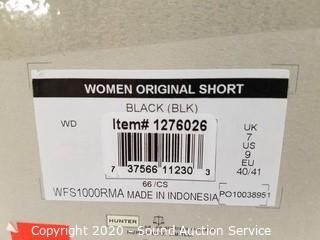 WOMEN ORIGINAL SHORT
BLACK (BLK)
WD
Item# 1276026
7 37566 11230 3
66 /CS
UK
7
US
9
EU
40/41
WFS1000RMA MADE IN INDONESIA
PO10038951
HUNTER
Copyright 2020 - Sound Auction Service